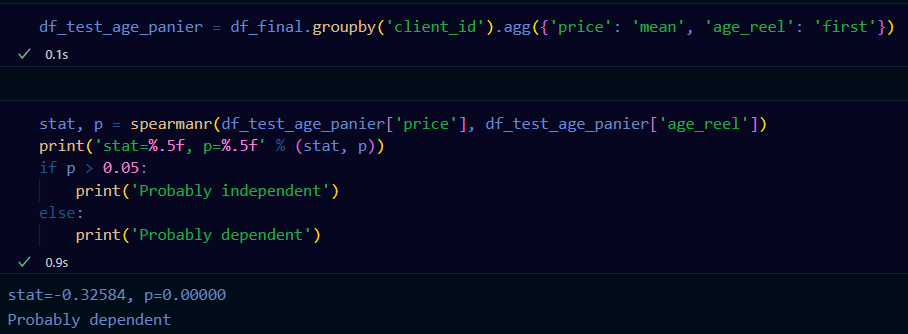 df_test_age_panier = df_final.groupby('client_id').agg({'price': 'mean', 'age_reel': 'first'})
✓ 0.1s
stat, p = spearmanr(df_test_age_panier['price'], df_test_age_panier['age_reel'])
print('stat=%.5f, p=%.5f' % (stat, p))
if p > 0.05:
    print('Probably independent')
else:
    print('Probably dependent')
✓ 0.9s
stat=-0.32584, p=0.00000
Probably dependent